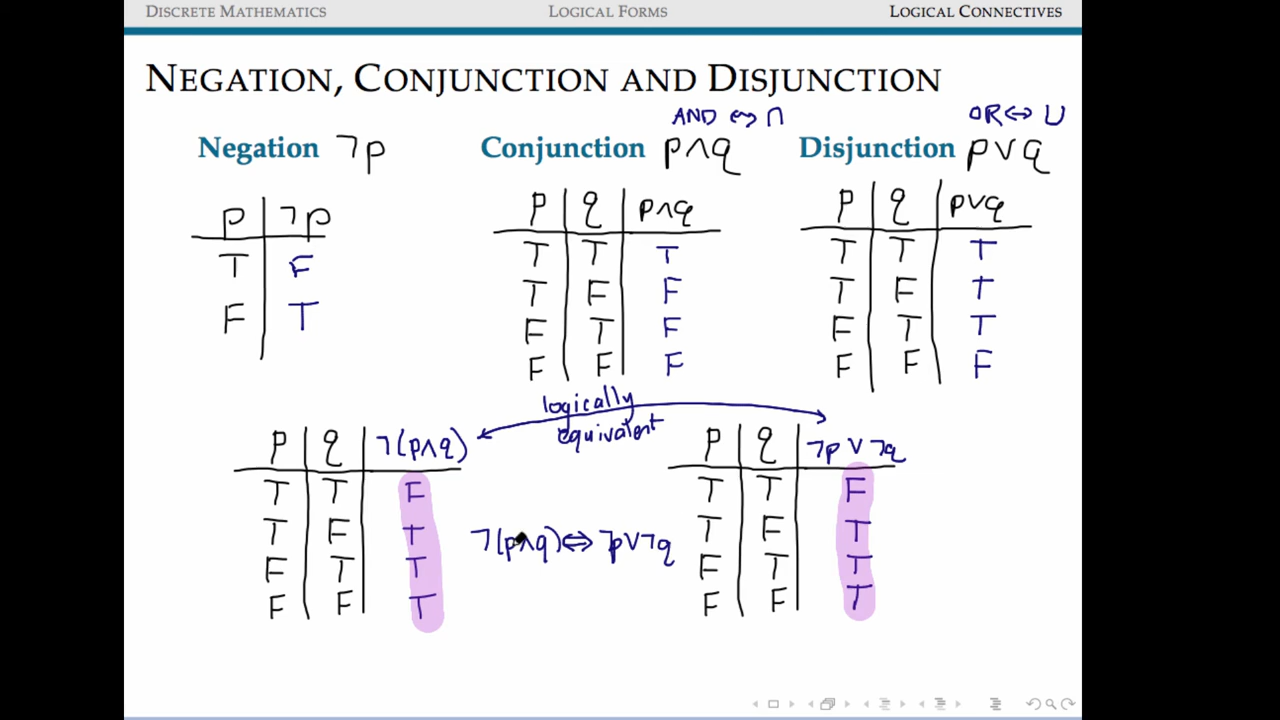 DISCRETE MATHEMATICS LOGICAL FORMS LOGICAL CONNECTIVES
NEGATION, CONJUNCTION AND DISJUNCTION
AND ⇔ ∩ OR ⇔ ∪
Negation ¬p Conjunction p∧q Disjunction p∨q
p ¬p p q p∧q p q p∨q
T F T T T T T T
F T T F F T F T
F T F F T T
F F F F F F
logically
equivalent
p q ¬(p∧q) p q ¬p∨¬q
T T F T T F
T F T T F T
¬(p∧q)⇔¬p∨¬q
F T T F T T
F F T F F T